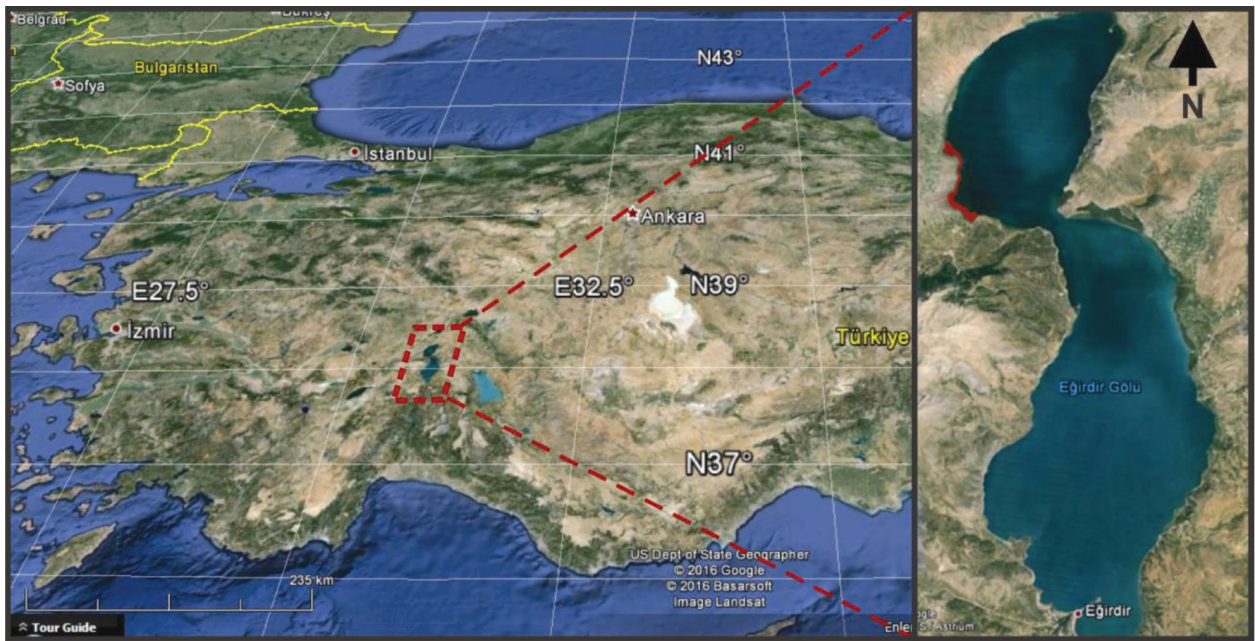 Belgrad
Bükreş
Bulgaristan
Sofya
N43°
İstanbul
N41°
Ankara
E27.5°
E32.5°
N39°
İzmir
Türkiye
N37°
US Dept of State Geographer
© 2016 Google
© 2016 Basarsoft
Image Landsat
235 km
Tour Guide
Enle
N
Eğirdir Gölü
Eğirdir